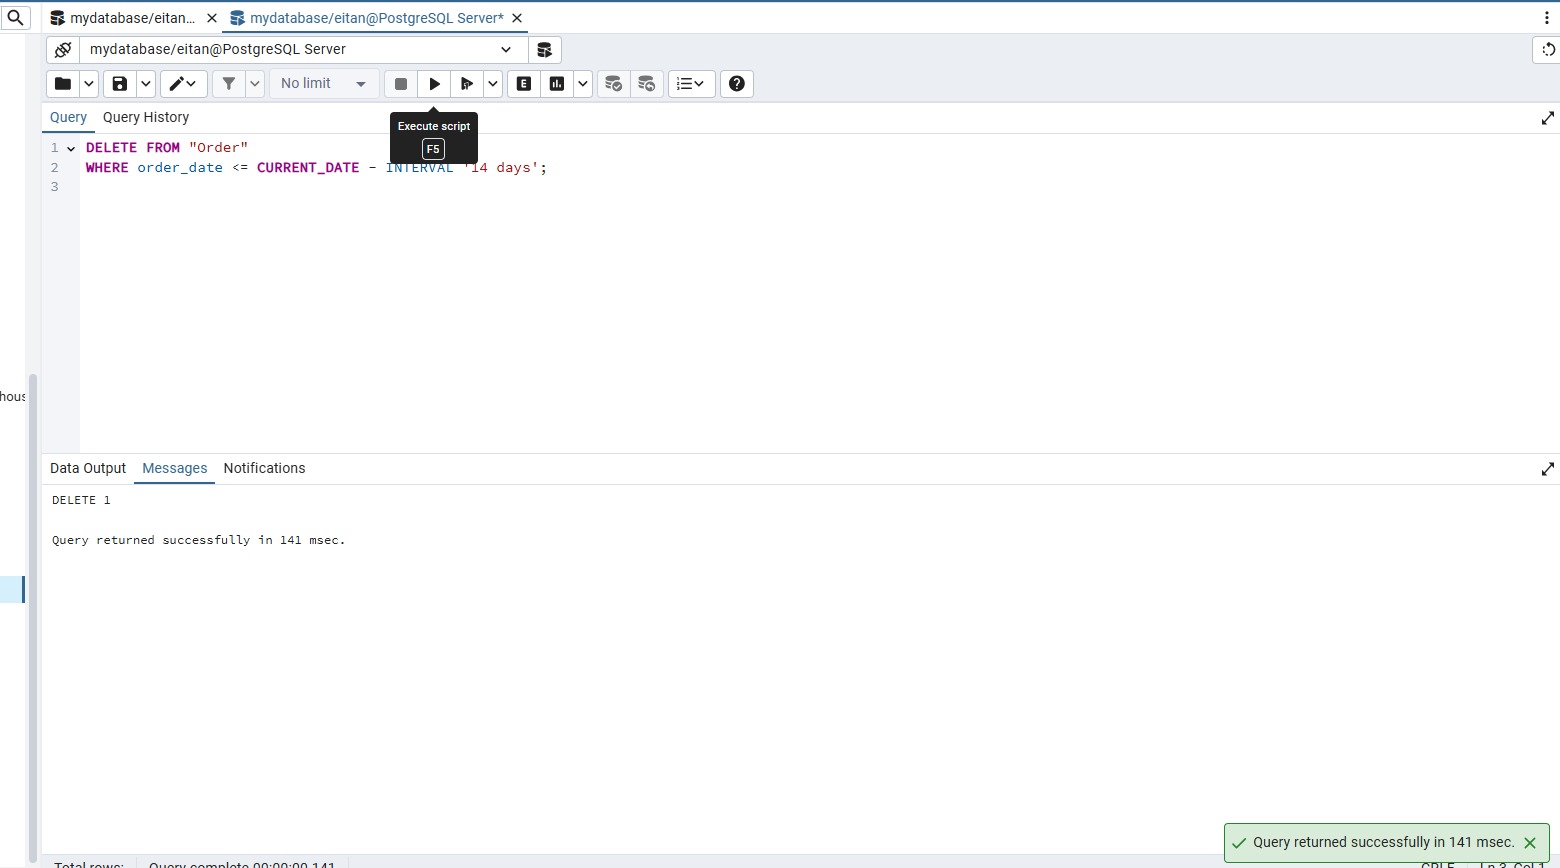 mydatabase/eitan...
mydatabase/eitan@PostgreSQL Server*
mydatabase/eitan@PostgreSQL Server
No limit
E
Query Query History
Execute script
F5
1 DELETE FROM "Order"
2 WHERE order_date <= CURRENT_DATE - INTERVAL '14 days';
3
hous
Data Output Messages Notifications
DELETE 1
Query returned successfully in 141 msec.
Query returned successfully in 141 msec.
Total rows: Query complete 00:00:00.141 CRLF Ln 3, Col 1